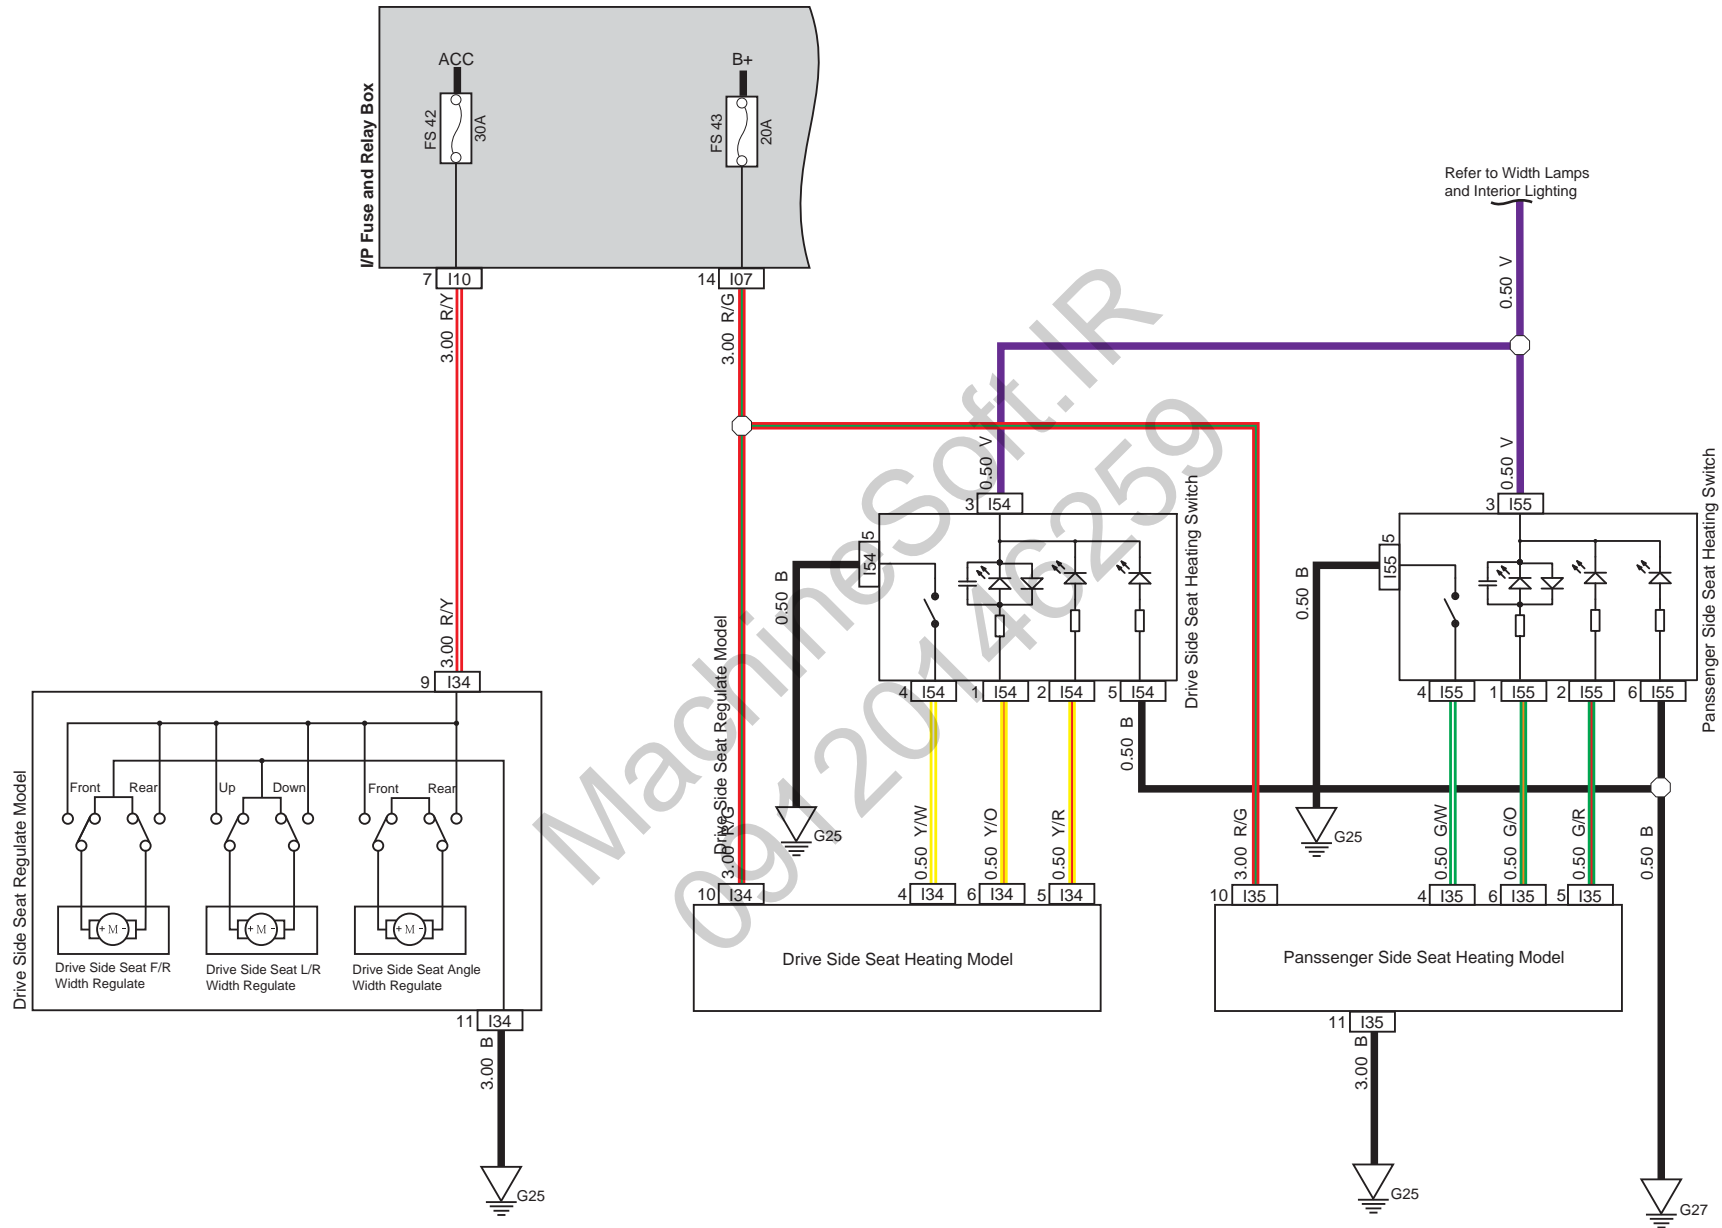 I/P Fuse and Relay Box
ACC
FS 42
30A
B+
FS 43
20A
7 I10
14 I07
3.00 R/Y
3.00 R/G
Refer to Width Lamps
and Interior Lighting
0.50 V
0.50 V
0.50 V
3.00 R/Y
9 I34
Drive Side Seat Regulate Model
Front
Rear
Up
Down
Front
Rear
+ M -
+ M -
+ M -
Drive Side Seat F/R
Width Regulate
Drive Side Seat L/R
Width Regulate
Drive Side Seat Angle
Width Regulate
11 I34
3.00 B
G25
Drive Side Seat Regulate Model
3.00 R/G
10 I34
3 I54
5 I54
0.50 B
G25
Drive Side Seat Heating Switch
4 I54
1 I54
2 I54
5 I54
0.50 B
0.50 Y/W
0.50 Y/O
0.50 Y/R
4 I34
6 I34
5 I34
Drive Side Seat Heating Model
3 I55
5 I55
0.50 B
G25
Panssenger Side Seat Heating Switch
4 I55
1 I55
2 I55
6 I55
3.00 R/G
0.50 G/W
0.50 G/O
0.50 G/R
0.50 B
10 I35
4 I35
6 I35
5 I35
Panssenger Side Seat Heating Model
11 I35
3.00 B
G25
G27
MachineSoft.IR
09120146259